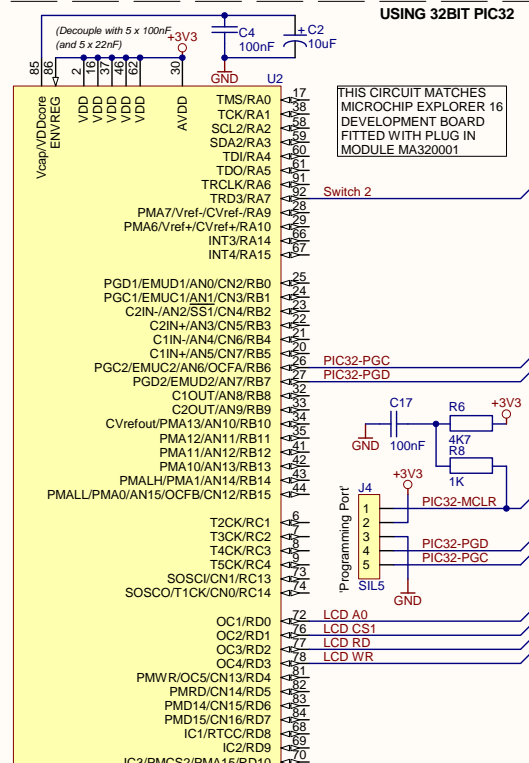 USING 32BIT PIC32
(Decouple with 5 x 100nF
(and 5 x 22nF)
+3V3
C4
100nF
C2
10uF
GND
U2
85
86
2
16
37
46
62
30
Vcap/VDDcore
ENVREG
VDD
VDD
VDD
VDD
VDD
AVDD
THIS CIRCUIT MATCHES
MICROCHIP EXPLORER 16
DEVELOPMENT BOARD
FITTED WITH PLUG IN
MODULE MA320001
TMS/RA0 17
TCK/RA1 38
SCL2/RA2 58
SDA2/RA3 59
TDI/RA4 60
TDO/RA5 61
TRCLK/RA6 91
TRD3/RA7 92 Switch 2
PMA7/Vref-/CVref-/RA9 28
PMA6/Vref+/CVref+/RA10 29
INT3/RA14 66
INT4/RA15 67
PGD1/EMUD1/AN0/CN2/RB0 25
PGC1/EMUC1/AN1/CN3/RB1 24
C2IN-/AN2/SS1/CN4/RB2 23
C2IN+/AN3/CN5/RB3 22
C1IN-/AN4/CN6/RB4 21
C1IN+/AN5/CN7/RB5 20
PGC2/EMUC2/AN6/OCFA/RB6 26 PIC32-PGC
PGD2/EMUD2/AN7/RB7 27 PIC32-PGD
C1OUT/AN8/RB8 32
C2OUT/AN9/RB9 33
CVrefout/PMA13/AN10/RB10 34
PMA12/AN11/RB11 35
PMA11/AN12/RB12 41
PMA10/AN13/RB13 42
PMALH/PMA1/AN14/RB14 43
PMALL/PMA0/AN15/OCFB/CN12/RB15 44
C17
100nF
GND
R6
4K7
+3V3
R8
1K
+3V3
J4
'Programming Port'
1 PIC32-MCLR
2
3
4 PIC32-PGD
5 PIC32-PGC
SIL5
GND
T2CK/RC1 6
T3CK/RC2 7
T4CK/RC3 8
T5CK/RC4 9
SOSCI/CN1/RC13 73
SOSCO/T1CK/CN0/RC14 74
OC1/RD0 72 LCD A0
OC2/RD1 76 LCD CS1
OC3/RD2 77 LCD RD
OC4/RD3 78 LCD WR
PMWR/OC5/CN13/RD4 81
PMRD/CN14/RD5 82
PMD14/CN15/RD6 83
PMD15/CN16/RD7 84
IC1/RTCC/RD8 68
IC2/RD9 69
IC3/PMCS2/PMA15/RD10 70